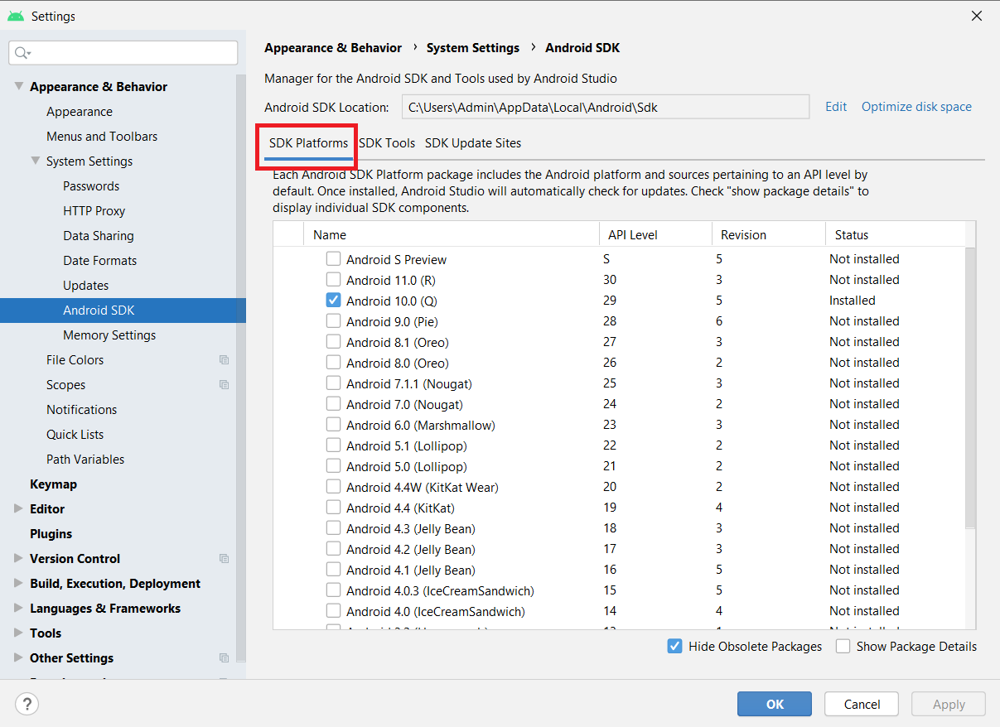 Settings
Appearance & Behavior
Appearance
Menus and Toolbars
System Settings
Passwords
HTTP Proxy
Data Sharing
Date Formats
Updates
Android SDK
Memory Settings
File Colors
Scopes
Notifications
Quick Lists
Path Variables
Keymap
Editor
Plugins
Version Control
Build, Execution, Deployment
Languages & Frameworks
Tools
Other Settings
Appearance & Behavior › System Settings › Android SDK
Manager for the Android SDK and Tools used by Android Studio
Android SDK Location: C:\Users\Admin\AppData\Local\Android\Sdk Edit Optimize disk space
SDK Platforms SDK Tools SDK Update Sites
Each Android SDK Platform package includes the Android platform and sources pertaining to an API level by
default. Once installed, Android Studio will automatically check for updates. Check "show package details" to
display individual SDK components.
Name API Level Revision Status
Android S Preview S 5 Not installed
Android 11.0 (R) 30 3 Not installed
Android 10.0 (Q) 29 5 Installed
Android 9.0 (Pie) 28 6 Not installed
Android 8.1 (Oreo) 27 3 Not installed
Android 8.0 (Oreo) 26 2 Not installed
Android 7.1.1 (Nougat) 25 3 Not installed
Android 7.0 (Nougat) 24 2 Not installed
Android 6.0 (Marshmallow) 23 3 Not installed
Android 5.1 (Lollipop) 22 2 Not installed
Android 5.0 (Lollipop) 21 2 Not installed
Android 4.4W (KitKat Wear) 20 2 Not installed
Android 4.4 (KitKat) 19 4 Not installed
Android 4.3 (Jelly Bean) 18 3 Not installed
Android 4.2 (Jelly Bean) 17 3 Not installed
Android 4.1 (Jelly Bean) 16 5 Not installed
Android 4.0.3 (IceCreamSandwich) 15 5 Not installed
Android 4.0 (IceCreamSandwich) 14 4 Not installed
Hide Obsolete Packages Show Package Details
? OK Cancel Apply